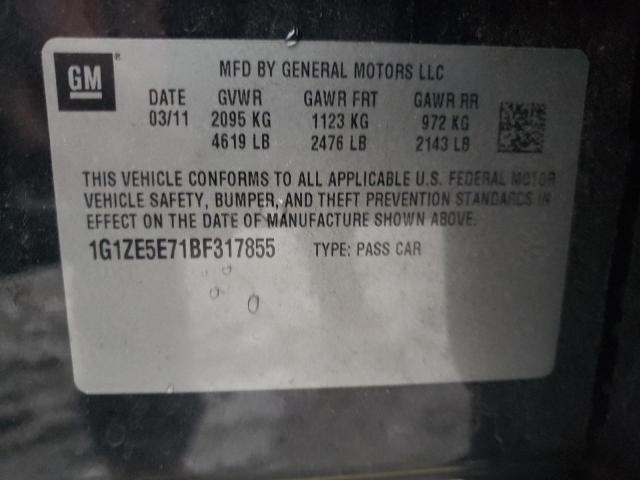 GM ®
MFD BY GENERAL MOTORS LLC
DATE GVWR GAWR FRT GAWR RR
03/11 2095 KG 1123 KG 972 KG
4619 LB 2476 LB 2143 LB
THIS VEHICLE CONFORMS TO ALL APPLICABLE U.S. FEDERAL MOTOR
VEHICLE SAFETY, BUMPER, AND THEFT PREVENTION STANDARDS IN
EFFECT ON THE DATE OF MANUFACTURE SHOWN ABOVE.
1G1ZE5E71BF317855 TYPE: PASS CAR